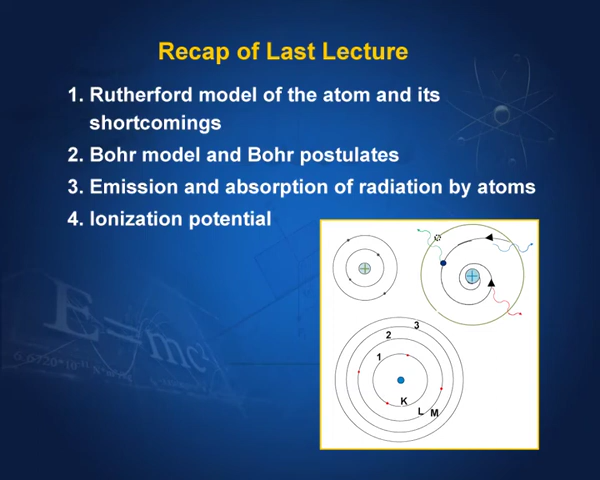 Recap of Last Lecture
1. Rutherford model of the atom and its
shortcomings
2. Bohr model and Bohr postulates
3. Emission and absorption of radiation by atoms
4. Ionization potential
3
2
1
K
L
M
E=mc²